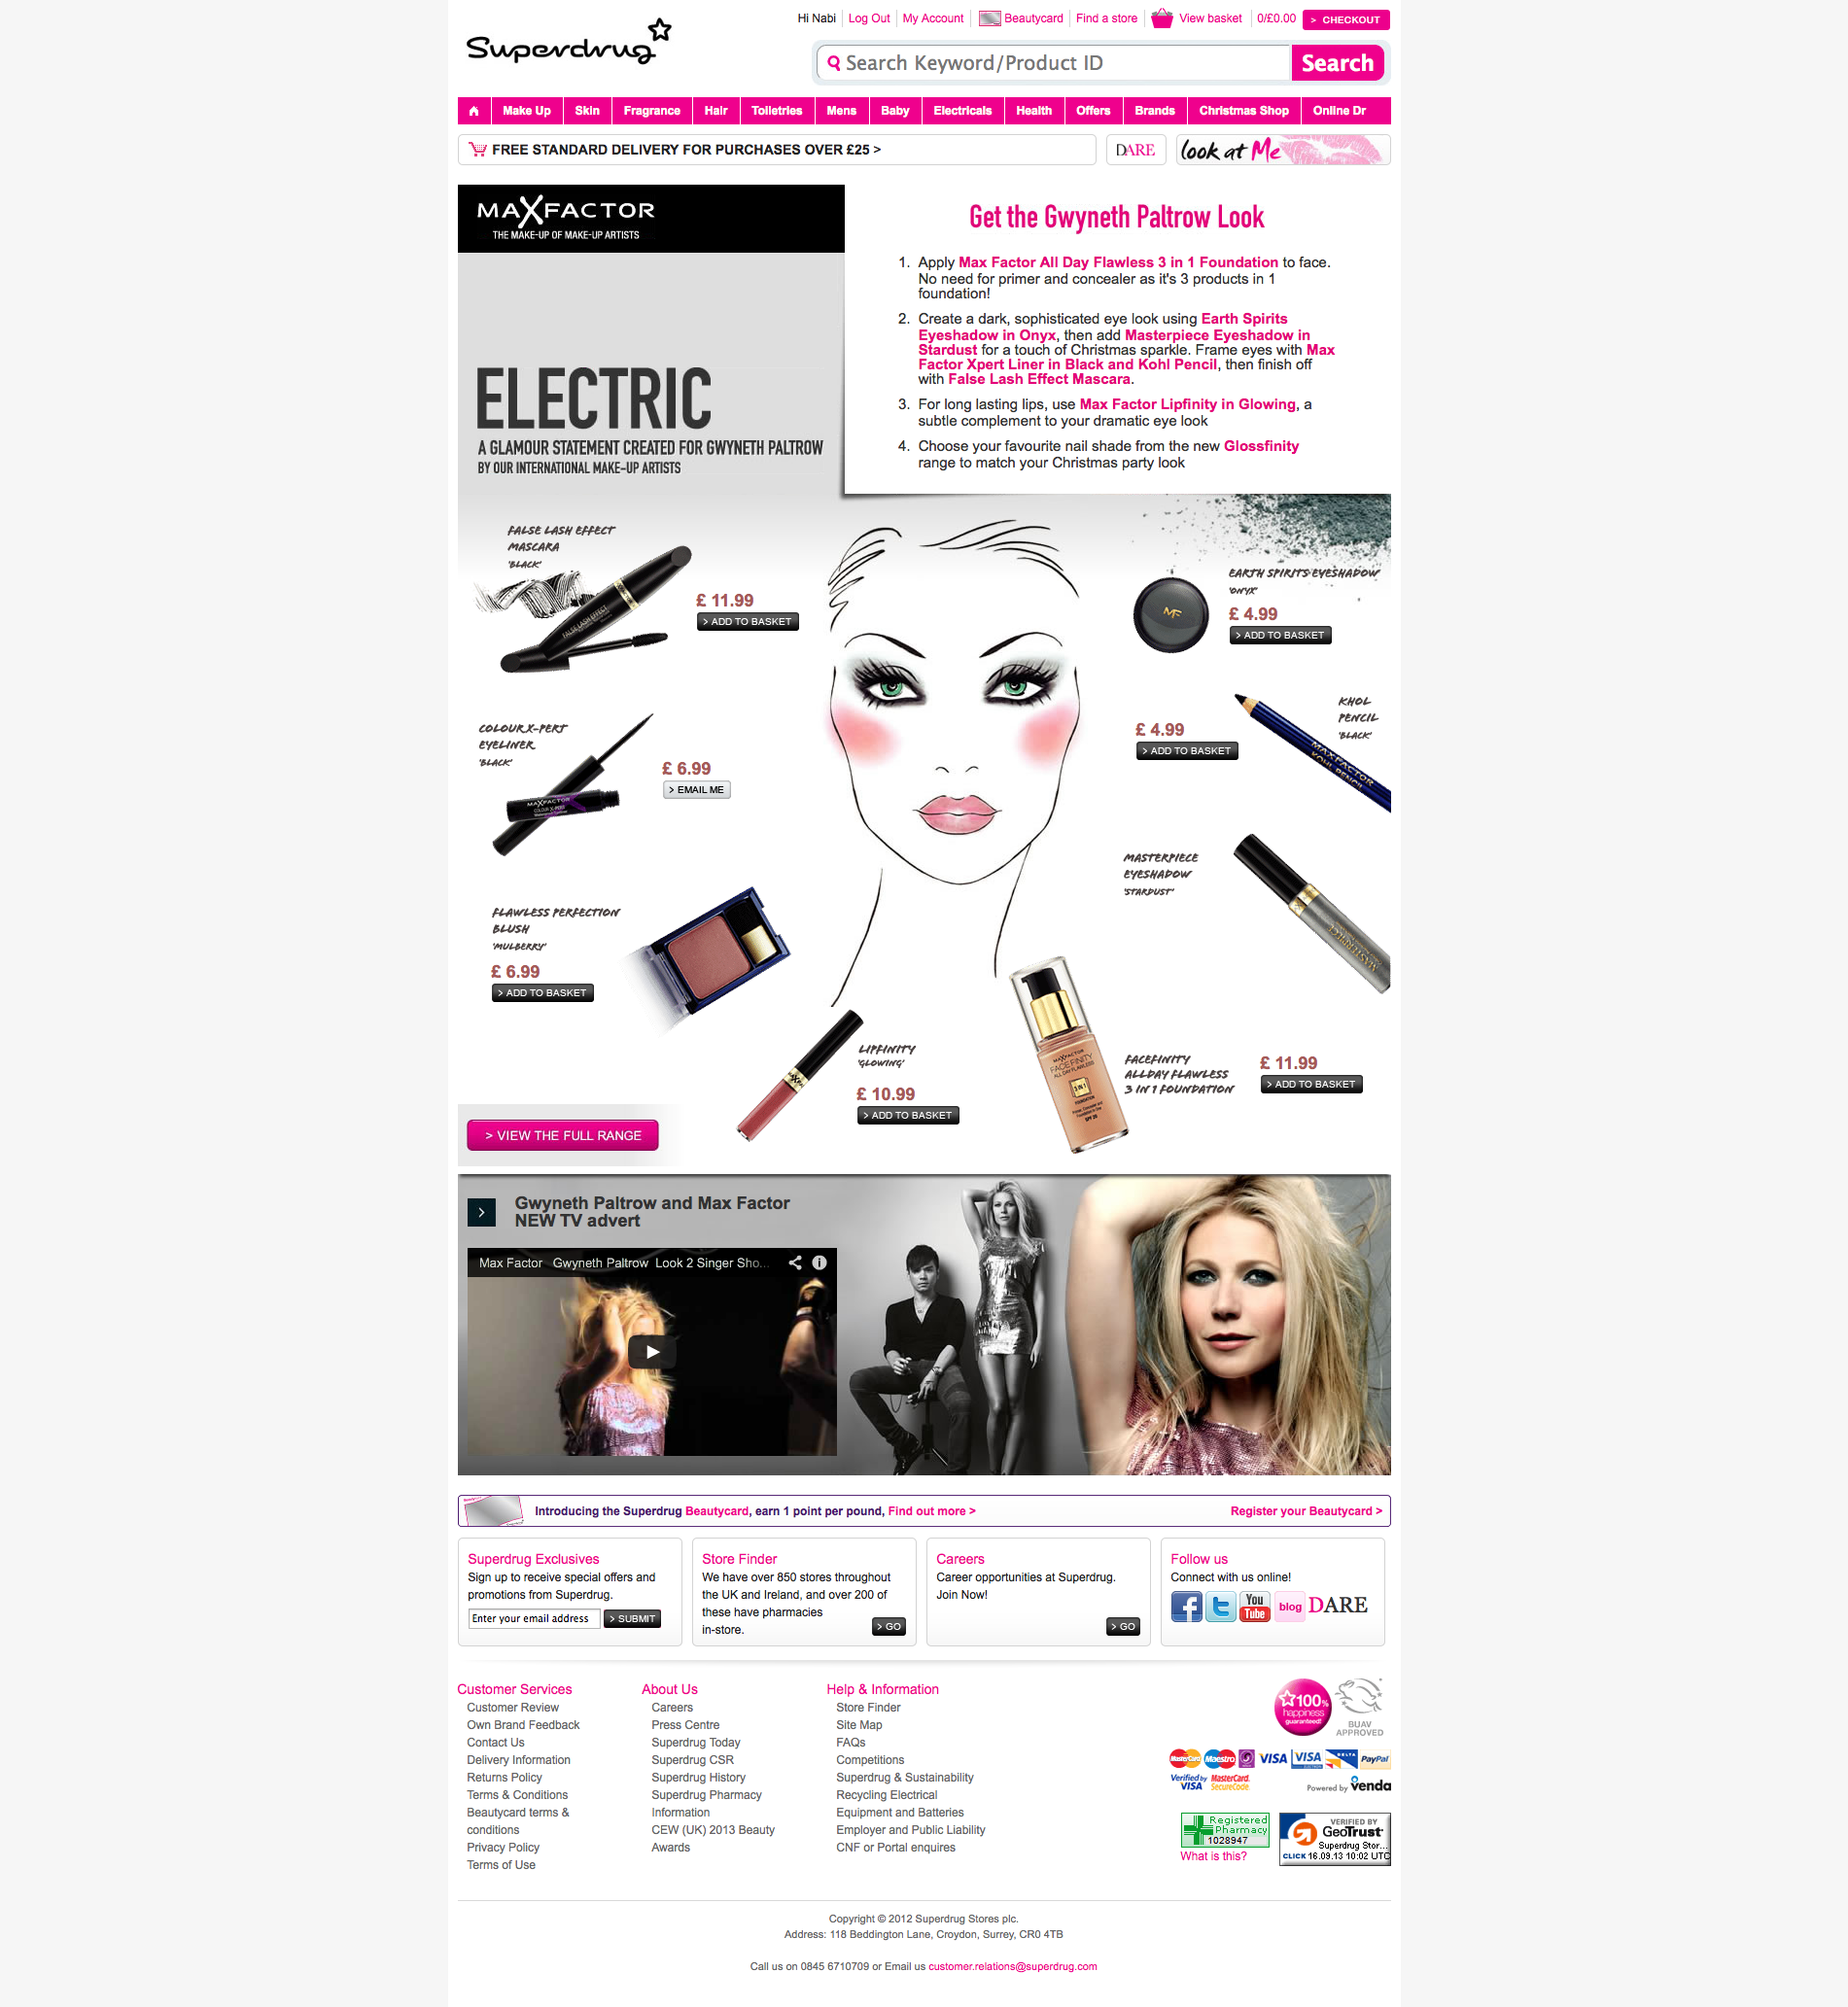 Superdrug
Hi Nabi
Log Out
My Account
Beautycard
Find a store
View basket
0/£0.00
> CHECKOUT
Search Keyword/Product ID
Search
Make Up
Skin
Fragrance
Hair
Toiletries
Mens
Baby
Electricals
Health
Offers
Brands
Christmas Shop
Online Dr
FREE STANDARD DELIVERY FOR PURCHASES OVER £25 >
DARE
look at Me
MAXFACTOR
THE MAKE-UP OF MAKE-UP ARTISTS
ELECTRIC
A GLAMOUR STATEMENT CREATED FOR GWYNETH PALTROW
BY OUR INTERNATIONAL MAKE-UP ARTISTS
Get the Gwyneth Paltrow Look
1. Apply Max Factor All Day Flawless 3 in 1 Foundation to face.
No need for primer and concealer as it's 3 products in 1
foundation!
2. Create a dark, sophisticated eye look using Earth Spirits
Eyeshadow in Onyx, then add Masterpiece Eyeshadow in
Stardust for a touch of Christmas sparkle. Frame eyes with Max
Factor Xpert Liner in Black and Kohl Pencil, then finish off
with False Lash Effect Mascara.
3. For long lasting lips, use Max Factor Lipfinity in Glowing, a
subtle complement to your dramatic eye look
4. Choose your favourite nail shade from the new Glossfinity
range to match your Christmas party look
FALSE LASH EFFECT
MASCARA
'BLACK'
FALSE LASH EFFECT
£ 11.99
> ADD TO BASKET
EARTH SPIRITS EYESHADOW
'ONYX'
MF
£ 4.99
> ADD TO BASKET
COLOUR X-PERT
EYELINER
'BLACK'
MAXFACTOR
£ 6.99
> EMAIL ME
KHOL
PENCIL
'BLACK'
MAXFACTOR
KOHL PENCIL
£ 4.99
> ADD TO BASKET
MASTERPIECE
EYESHADOW
'STARDUST'
FLAWLESS PERFECTION
BLUSH
'MULBERRY'
£ 6.99
> ADD TO BASKET
LIPFINITY
'GLOWING'
£ 10.99
> ADD TO BASKET
MAXFACTOR
FACEFINITY
ALL DAY FLAWLESS
3 IN 1
FOUNDATION
SPF 20
FACEFINITY
ALLDAY FLAWLESS
3 IN 1 FOUNDATION
£ 11.99
> ADD TO BASKET
> VIEW THE FULL RANGE
Gwyneth Paltrow and Max Factor
NEW TV advert
Max Factor Gwyneth Paltrow Look 2 Singer Sho...
Introducing the Superdrug Beautycard, earn 1 point per pound, Find out more >
Register your Beautycard >
Superdrug Exclusives
Sign up to receive special offers and
promotions from Superdrug.
Enter your email address
> SUBMIT
Store Finder
We have over 850 stores throughout
the UK and Ireland, and over 200 of
these have pharmacies
in-store.
> GO
Careers
Career opportunities at Superdrug.
Join Now!
> GO
Follow us
Connect with us online!
You
Tube
blog
DARE
Customer Services
Customer Review
Own Brand Feedback
Contact Us
Delivery Information
Returns Policy
Terms & Conditions
Beautycard terms &
conditions
Privacy Policy
Terms of Use
About Us
Careers
Press Centre
Superdrug Today
Superdrug CSR
Superdrug History
Superdrug Pharmacy
Information
CEW (UK) 2013 Beauty
Awards
Help & Information
Store Finder
Site Map
FAQs
Competitions
Superdrug & Sustainability
Recycling Electrical
Equipment and Batteries
Employer and Public Liability
CNF or Portal enquires
100%
happiness
guaranteed!
BUAV
APPROVED
MasterCard
Maestro
VISA
VISA
DELTA
PayPal
Verified by
VISA
MasterCard.
SecureCode
Powered by venda
Registered
Pharmacy
1028947
What is this?
VERIFIED BY
GeoTrust
Superdrug Stor...
CLICK 16.09.13 10:02 UTC
Copyright © 2012 Superdrug Stores plc.
Address: 118 Beddington Lane, Croydon, Surrey, CR0 4TB
Call us on 0845 6710709 or Email us customer.relations@superdrug.com